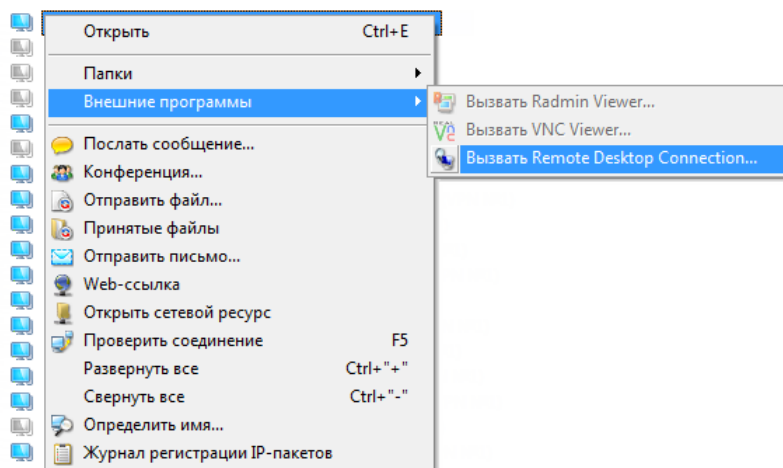 Открыть Ctrl+E
Папки
Внешние программы
Вызвать Radmin Viewer...
Вызвать VNC Viewer...
Вызвать Remote Desktop Connection...
Послать сообщение...
Конференция...
Отправить файл...
Принятые файлы
Отправить письмо...
Web-ссылка
Открыть сетевой ресурс
Проверить соединение F5
Развернуть все Ctrl+"+"
Свернуть все Ctrl+"-"
Определить имя...
Журнал регистрации IP-пакетов